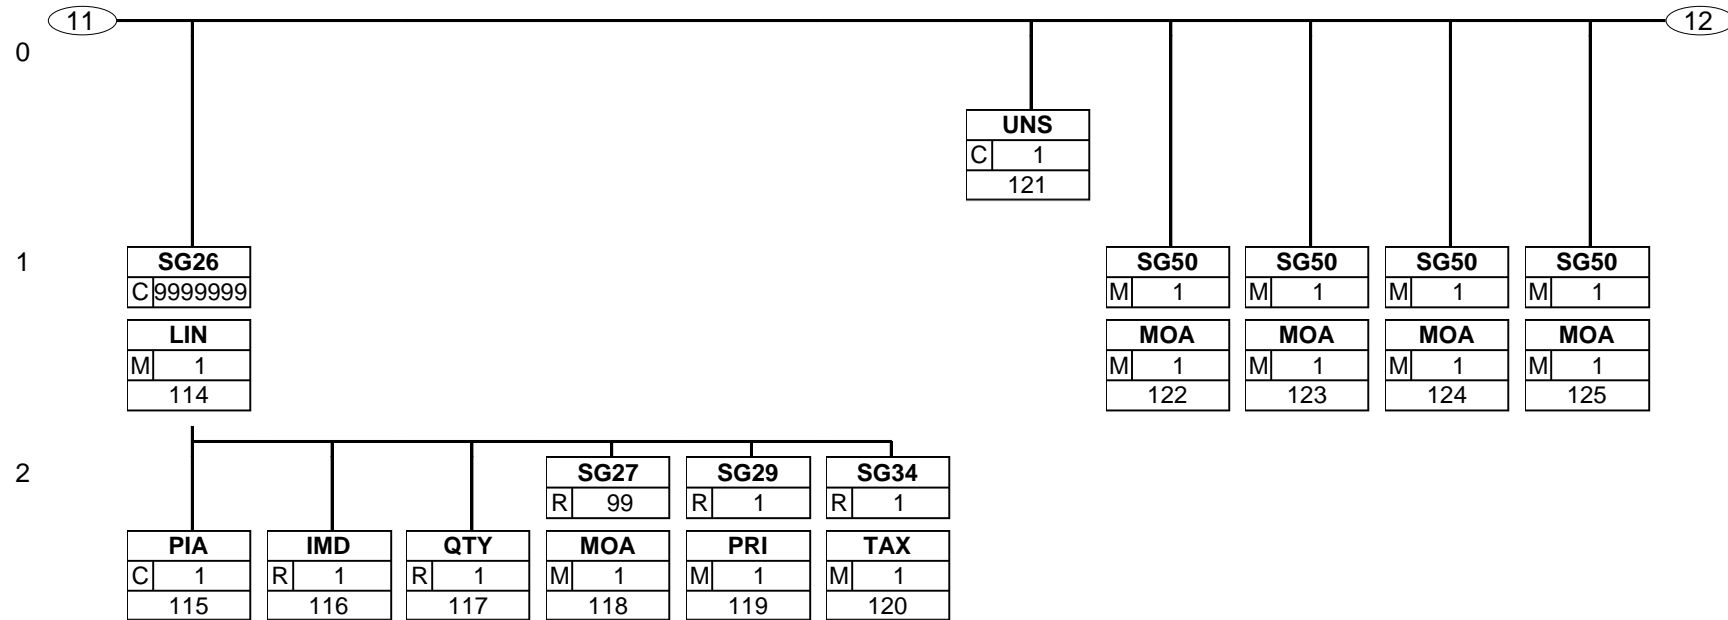 11 12
0
UNS
C 1
121
1 SG26 SG50 SG50 SG50 SG50
C 9999999 M 1 M 1 M 1 M 1
LIN MOA MOA MOA MOA
M 1 M 1 M 1 M 1 M 1
114 122 123 124 125
2 SG27 SG29 SG34
R 99 R 1 R 1
PIA IMD QTY MOA PRI TAX
C 1 R 1 R 1 M 1 M 1 M 1
115 116 117 118 119 120